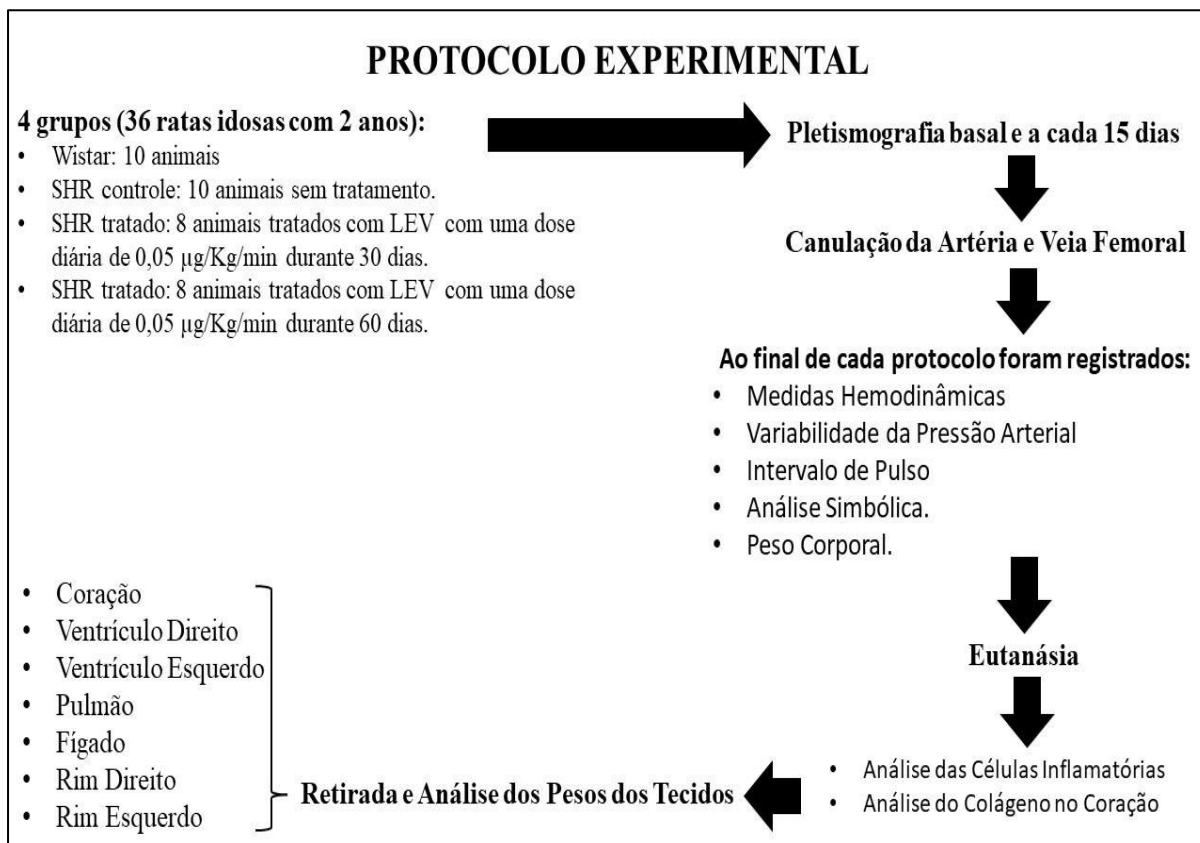 PROTOCOLO EXPERIMENTAL
4 grupos (36 ratas idosas com 2 anos):
• Wistar: 10 animais
• SHR controle: 10 animais sem tratamento.
• SHR tratado: 8 animais tratados com LEV com uma dose
diária de 0,05 µg/Kg/min durante 30 dias.
• SHR tratado: 8 animais tratados com LEV com uma dose
diária de 0,05 µg/Kg/min durante 60 dias.
Pletismografia basal e a cada 15 dias
Canulação da Artéria e Veia Femoral
Ao final de cada protocolo foram registrados:
• Medidas Hemodinâmicas
• Variabilidade da Pressão Arterial
• Intervalo de Pulso
• Análise Simbólica.
• Peso Corporal.
Eutanásia
• Análise das Células Inflamatórias
• Análise do Colágeno no Coração
Retirada e Análise dos Pesos dos Tecidos
• Coração
• Ventrículo Direito
• Ventrículo Esquerdo
• Pulmão
• Fígado
• Rim Direito
• Rim Esquerdo